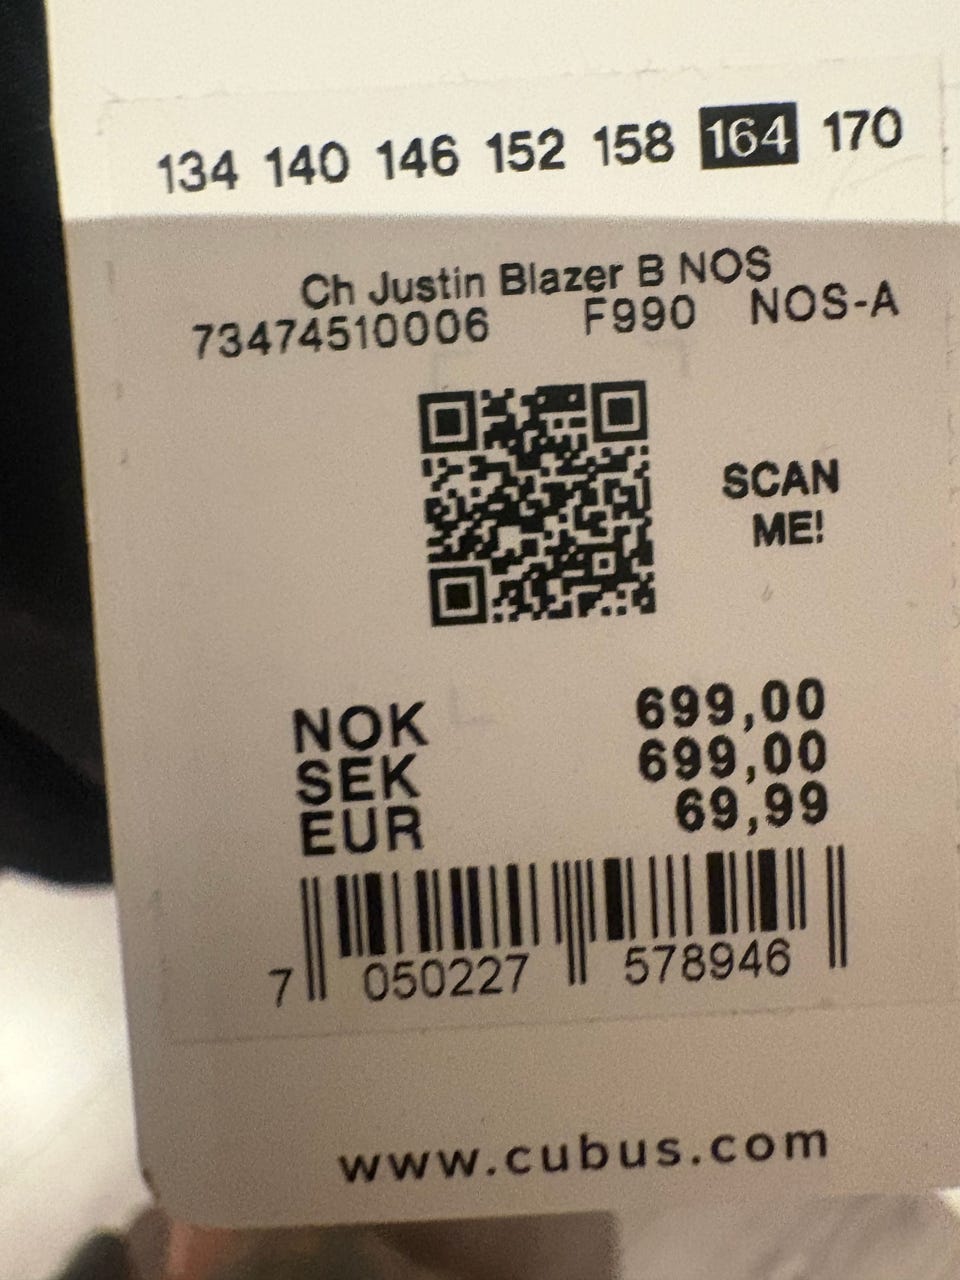 134 140 146 152 158 164 170
Ch Justin Blazer B NOS
73474510006 F990 NOS-A
SCAN
ME!
NOK 699,00
SEK 699,00
EUR 69,99
7 050227 578946
www.cubus.com